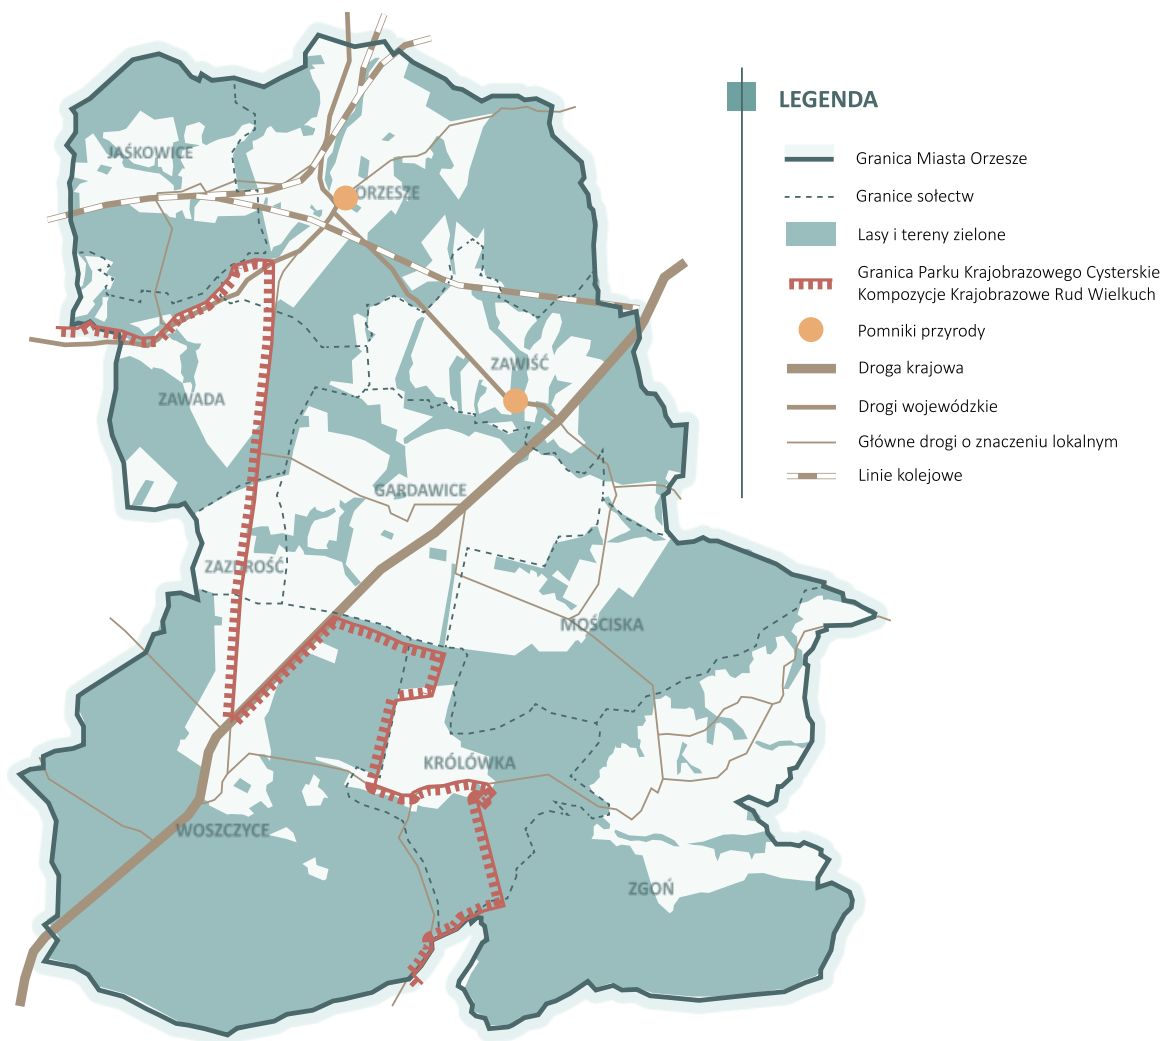 LEGENDA
Granica Miasta Orzesze
Granice sołectw
Lasy i tereny zielone
Granica Parku Krajobrazowego Cysterskie
Kompozycje Krajobrazowe Rud Wielkuch
Pomniki przyrody
Droga krajowa
Drogi wojewódzkie
Główne drogi o znaczeniu lokalnym
Linie kolejowe
JAŚKOWICE
ORZESZE
ZAWIŚĆ
ZAWADA
GARDAWICE
ZAZDROŚĆ
MOŚCISKA
KRÓLÓWKA
WOSZCZYCE
ZGOŃ